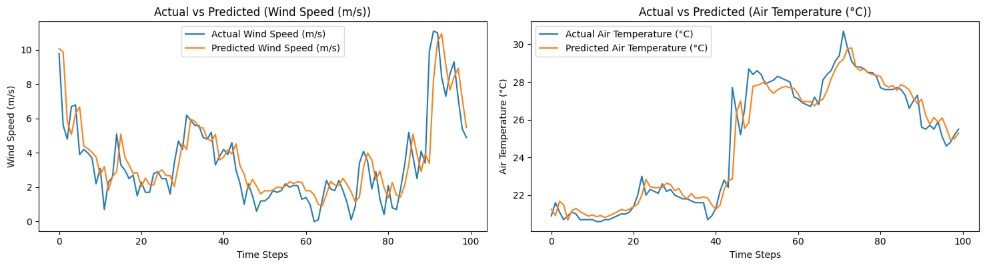 Actual vs Predicted (Wind Speed (m/s))
Actual Wind Speed (m/s)
Predicted Wind Speed (m/s)
Wind Speed (m/s)
10
8
6
4
2
0
0
20
40
60
80
100
Time Steps
Actual vs Predicted (Air Temperature (°C))
Actual Air Temperature (°C)
Predicted Air Temperature (°C)
Air Temperature (°C)
30
28
26
24
22
0
20
40
60
80
100
Time Steps